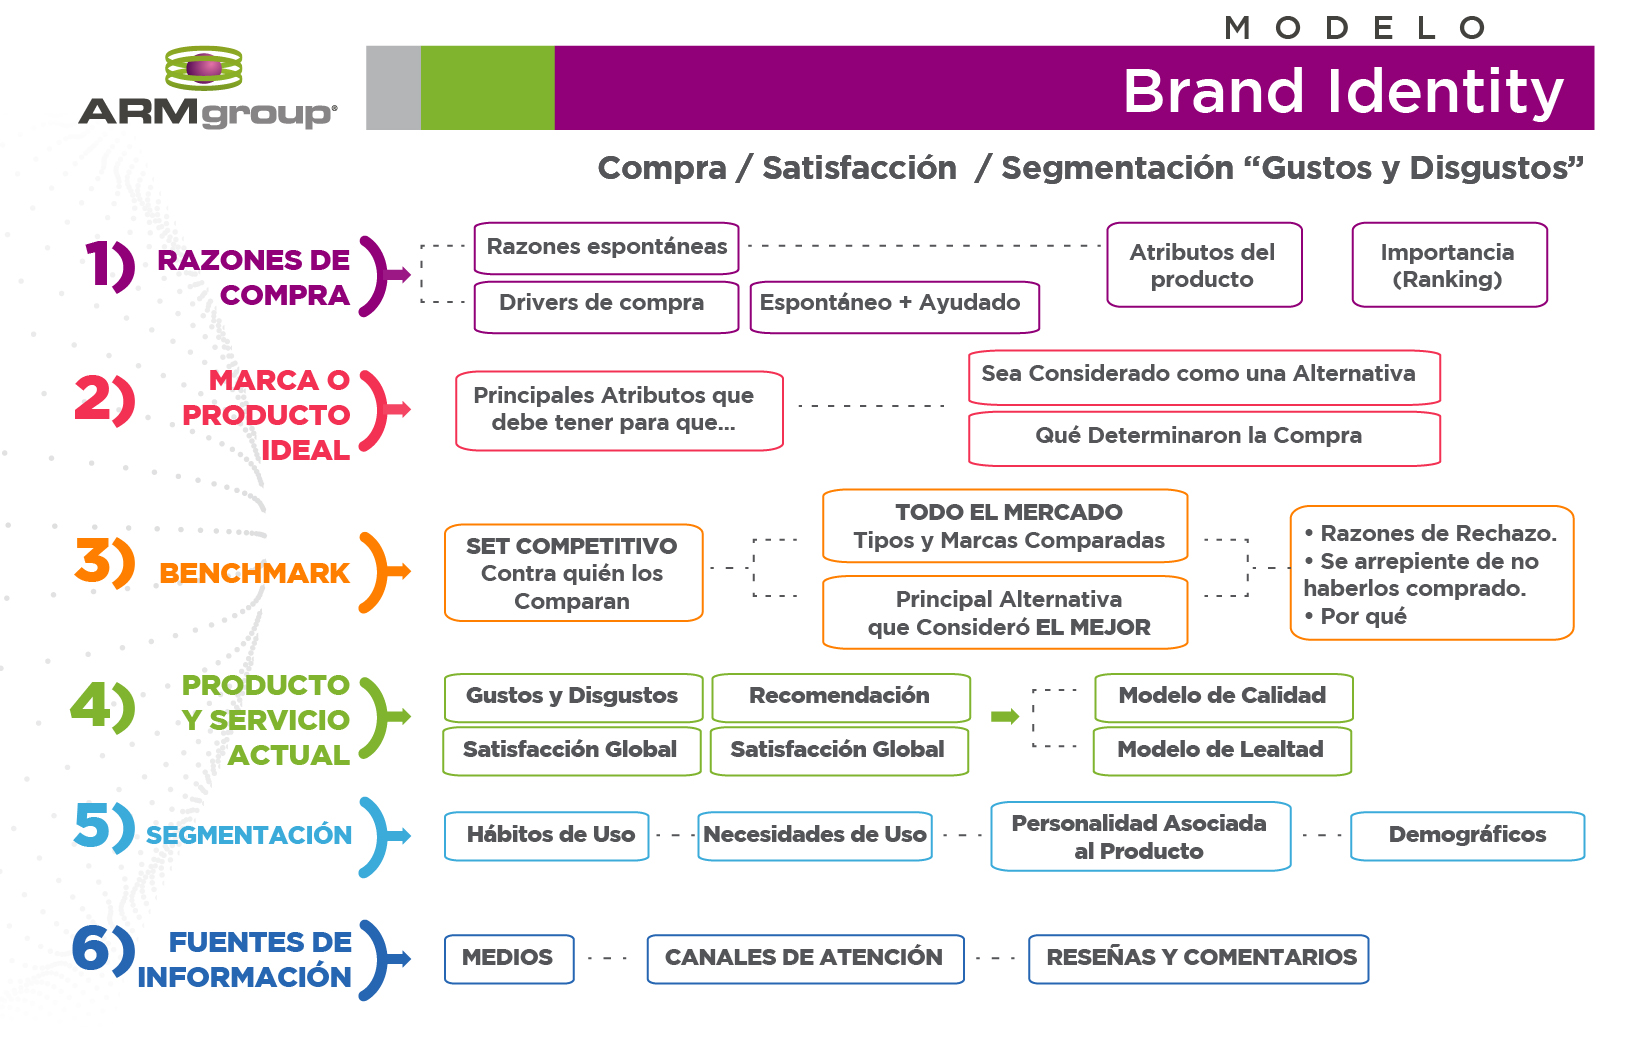 MODELO
ARMgroup®
Brand Identity
Compra / Satisfacción / Segmentación “Gustos y Disgustos”
1) RAZONES DE
COMPRA
Razones espontáneas
Drivers de compra
Espontáneo + Ayudado
Atributos del
producto
Importancia
(Ranking)
2) MARCA O
PRODUCTO
IDEAL
Principales Atributos que
debe tener para que...
Sea Considerado como una Alternativa
Qué Determinaron la Compra
3) BENCHMARK
SET COMPETITIVO
Contra quién los
Comparan
TODO EL MERCADO
Tipos y Marcas Comparadas
Principal Alternativa
que Consideró EL MEJOR
• Razones de Rechazo.
• Se arrepiente de no
haberlos comprado.
• Por qué
4) PRODUCTO
Y SERVICIO
ACTUAL
Gustos y Disgustos
Recomendación
Satisfacción Global
Satisfacción Global
Modelo de Calidad
Modelo de Lealtad
5) SEGMENTACIÓN
Hábitos de Uso
Necesidades de Uso
Personalidad Asociada
al Producto
Demográficos
6) FUENTES DE
INFORMACIÓN
MEDIOS
CANALES DE ATENCIÓN
RESEÑAS Y COMENTARIOS